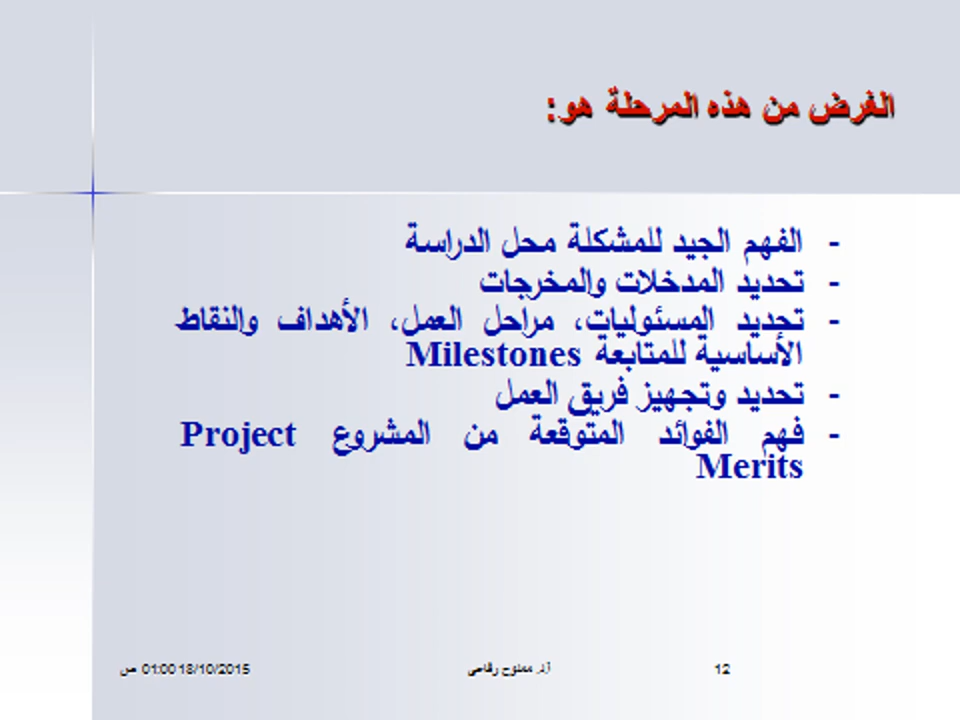 الغرض من هذه المرحلة هو:
- الفهم الجيد للمشكلة محل الدراسة
- تحديد المدخلات والمخرجات
- تحديد المسئوليات، مراحل العمل، الأهداف والنقاط
الأساسية للمتابعة Milestones
- تحديد وتجهيز فريق العمل
- فهم الفوائد المتوقعة من المشروع Project
Merits
12 أ.د. ممدوح رفاعي 18/10/2015 01:00 ص